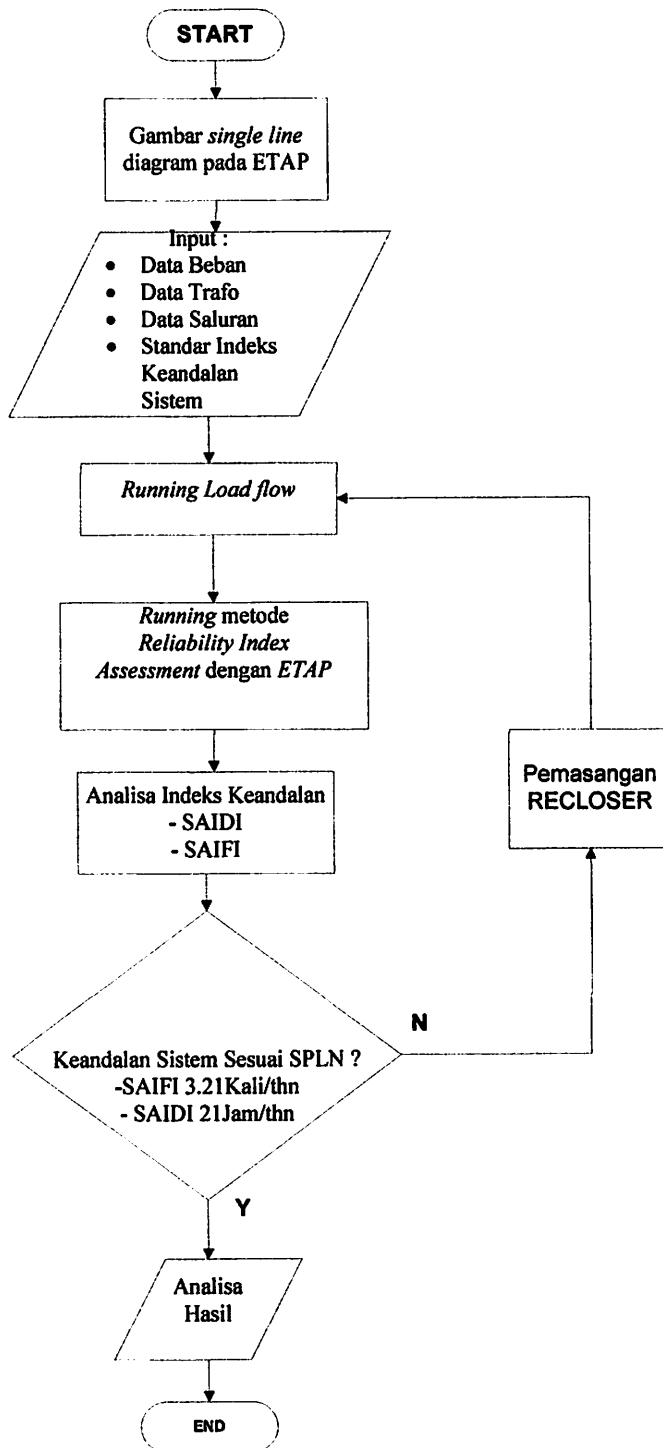 START
Gambar single line
diagram pada ETAP
Input :
• Data Beban
• Data Trafo
• Data Saluran
• Standar Indeks
Keandalan
Sistem
Running Load flow
Running metode
Reliability Index
Assessment dengan ETAP
Analisa Indeks Keandalan
- SAIDI
- SAIFI
Pemasangan
RECLOSER
N
Keandalan Sistem Sesuai SPLN ?
-SAIFI 3.21Kali/thn
- SAIDI 21Jam/thn
Y
Analisa
Hasil
END